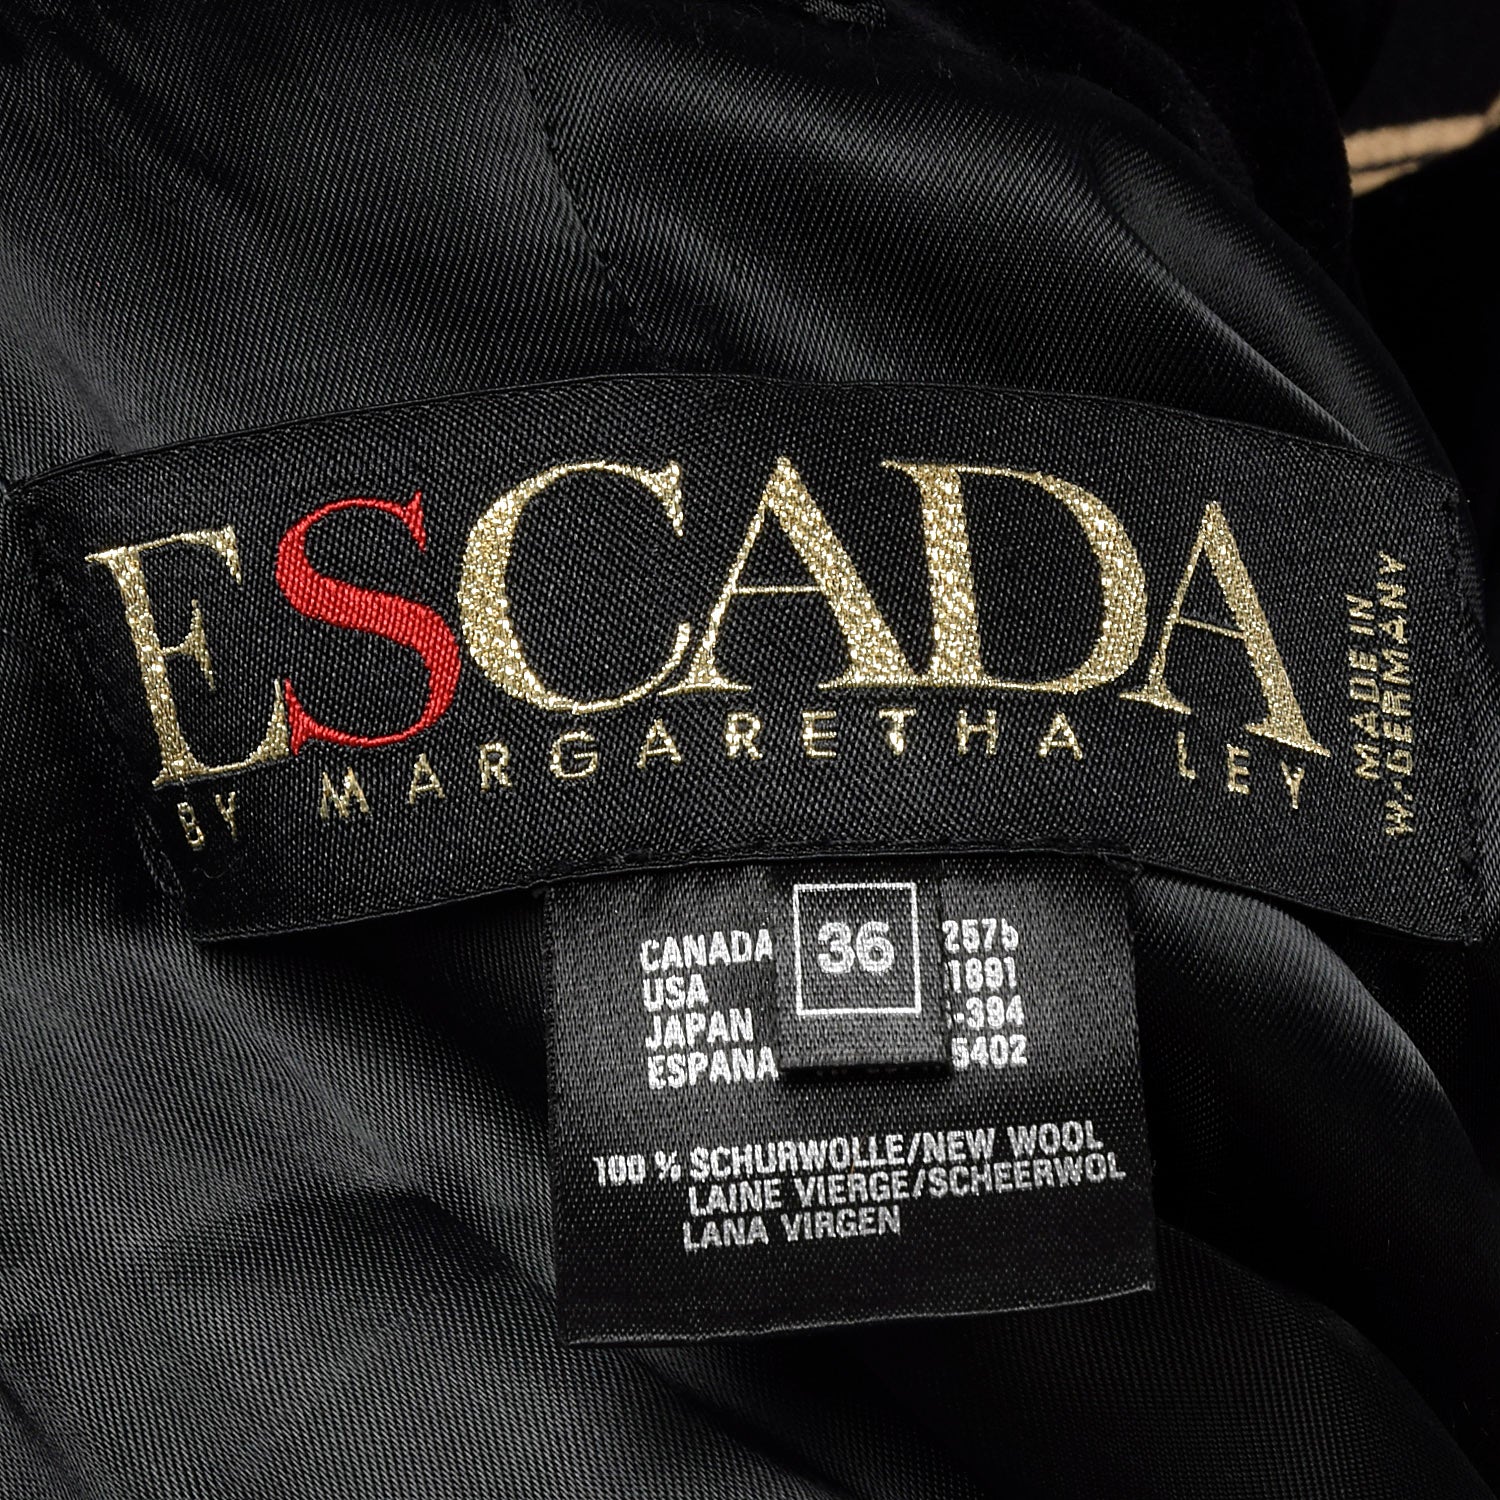 ESCADA
BY MARGARETHA LEY
MADE IN
W.-GERMANY
36
CANADA 257b
USA 1891
JAPAN -394
ESPANA 5402
100 % SCHURWOLLE/NEW WOOL
LAINE VIERGE/SCHEERWOL
LANA VIRGEN